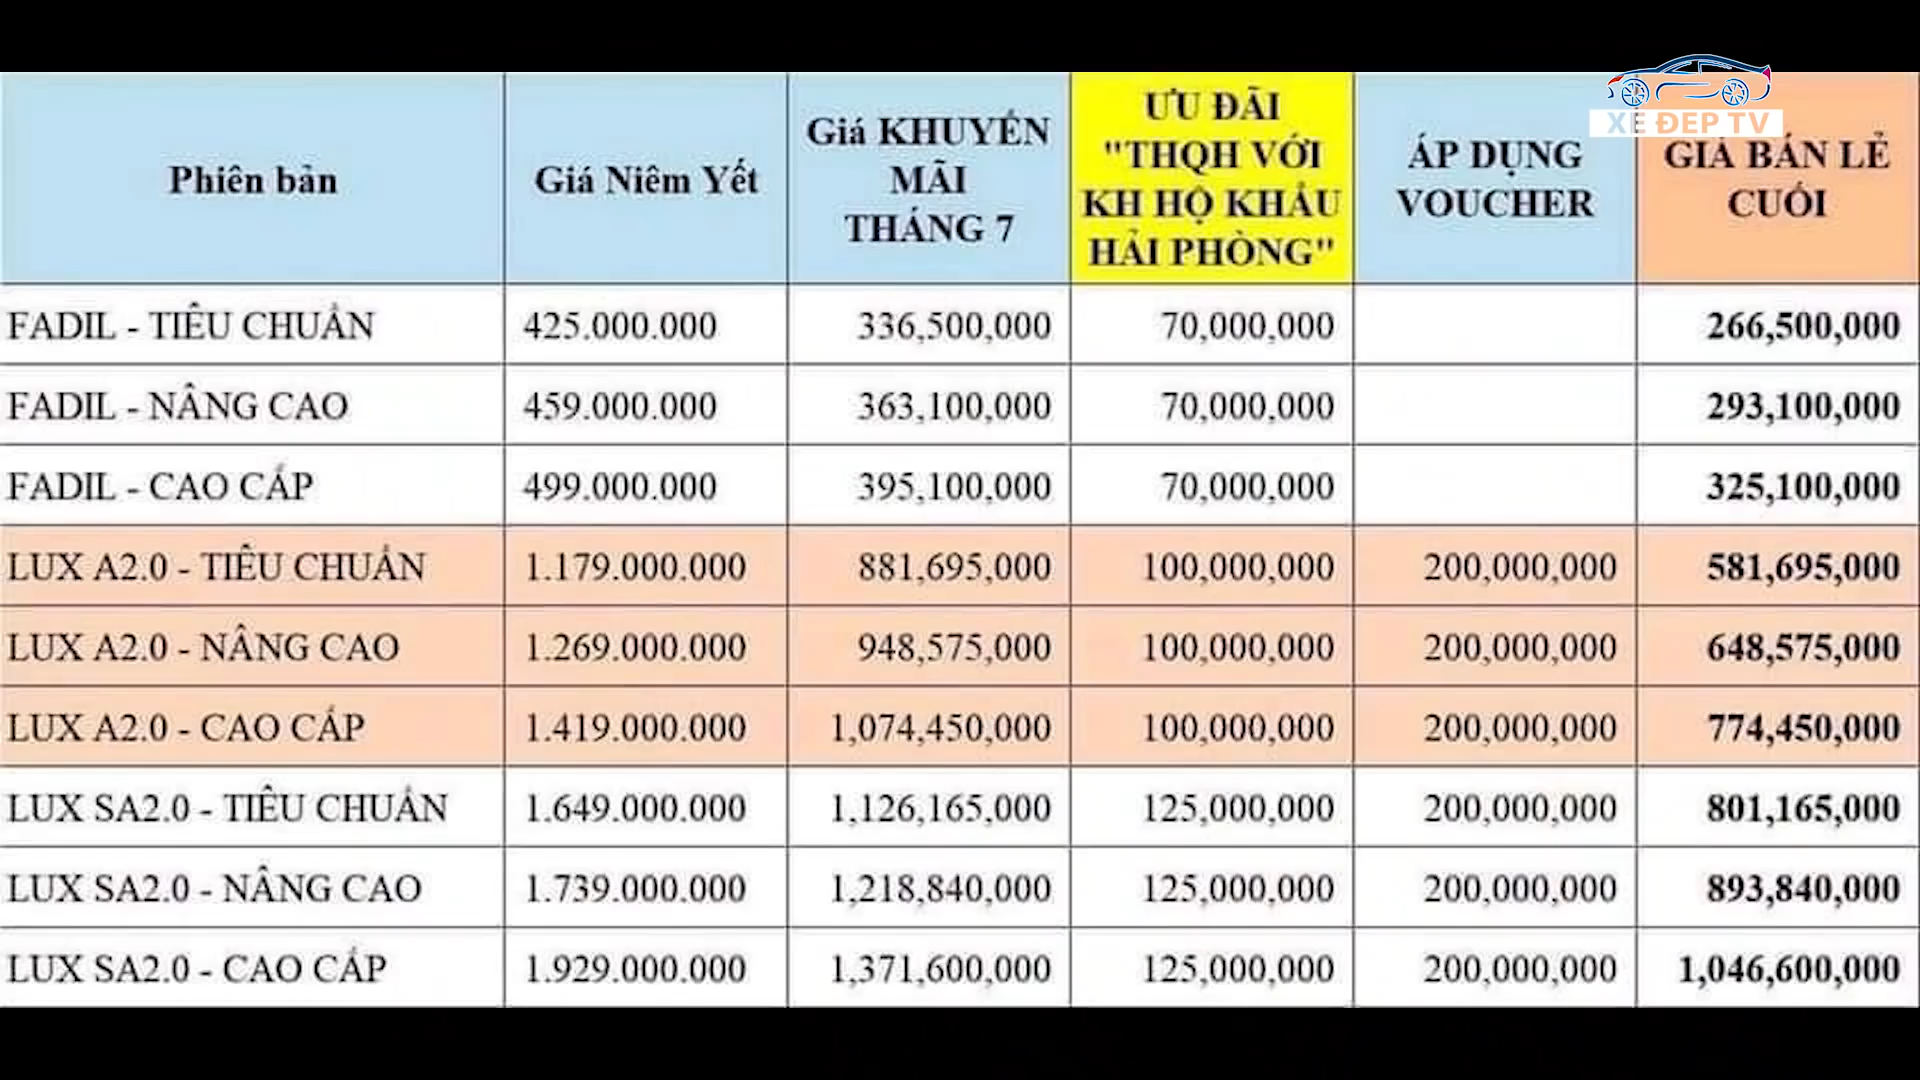 XE ĐẸP TV
Phiên bản
Giá Niêm Yết
Giá KHUYẾN
MÃI
THÁNG 7
ƯU ĐÃI
"THQH VỚI
KH HỘ KHẨU
HẢI PHÒNG"
ÁP DỤNG
VOUCHER
GIÁ BÁN LẺ
CUỐI
FADIL - TIÊU CHUẨN 425.000.000 336,500,000 70,000,000 266,500,000
FADIL - NÂNG CAO 459.000.000 363,100,000 70,000,000 293,100,000
FADIL - CAO CẤP 499.000.000 395,100,000 70,000,000 325,100,000
LUX A2.0 - TIÊU CHUẨN 1.179.000.000 881,695,000 100,000,000 200,000,000 581,695,000
LUX A2.0 - NÂNG CAO 1.269.000.000 948,575,000 100,000,000 200,000,000 648,575,000
LUX A2.0 - CAO CẤP 1.419.000.000 1,074,450,000 100,000,000 200,000,000 774,450,000
LUX SA2.0 - TIÊU CHUẨN 1.649.000.000 1,126,165,000 125,000,000 200,000,000 801,165,000
LUX SA2.0 - NÂNG CAO 1.739.000.000 1,218,840,000 125,000,000 200,000,000 893,840,000
LUX SA2.0 - CAO CẤP 1.929.000.000 1,371,600,000 125,000,000 200,000,000 1,046,600,000